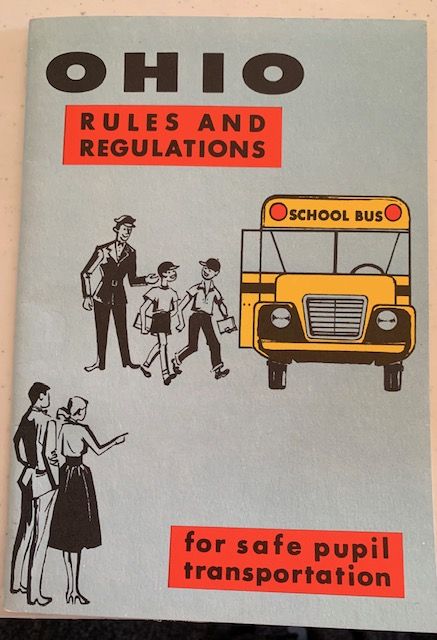 OHIO
RULES AND
REGULATIONS
SCHOOL BUS
for safe pupil
transportation